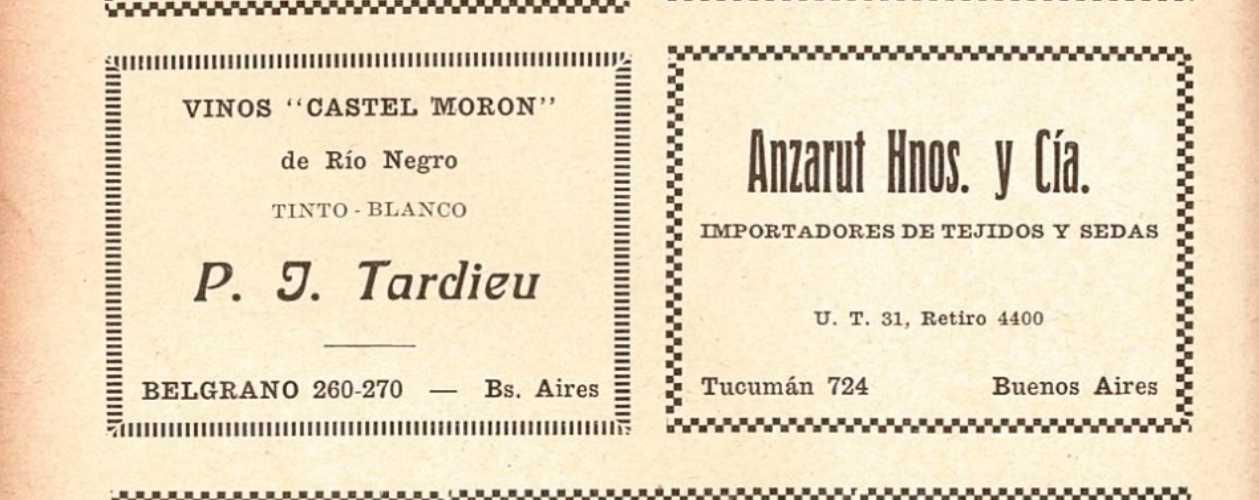 VINOS "CASTEL MORON"
de Río Negro
TINTO - BLANCO
P. J. Tardieu
BELGRANO 260-270 — Bs. Aires
Anzarut Hnos. y Cía.
IMPORTADORES DE TEJIDOS Y SEDAS
U. T. 31, Retiro 4400
Tucumán 724 Buenos Aires